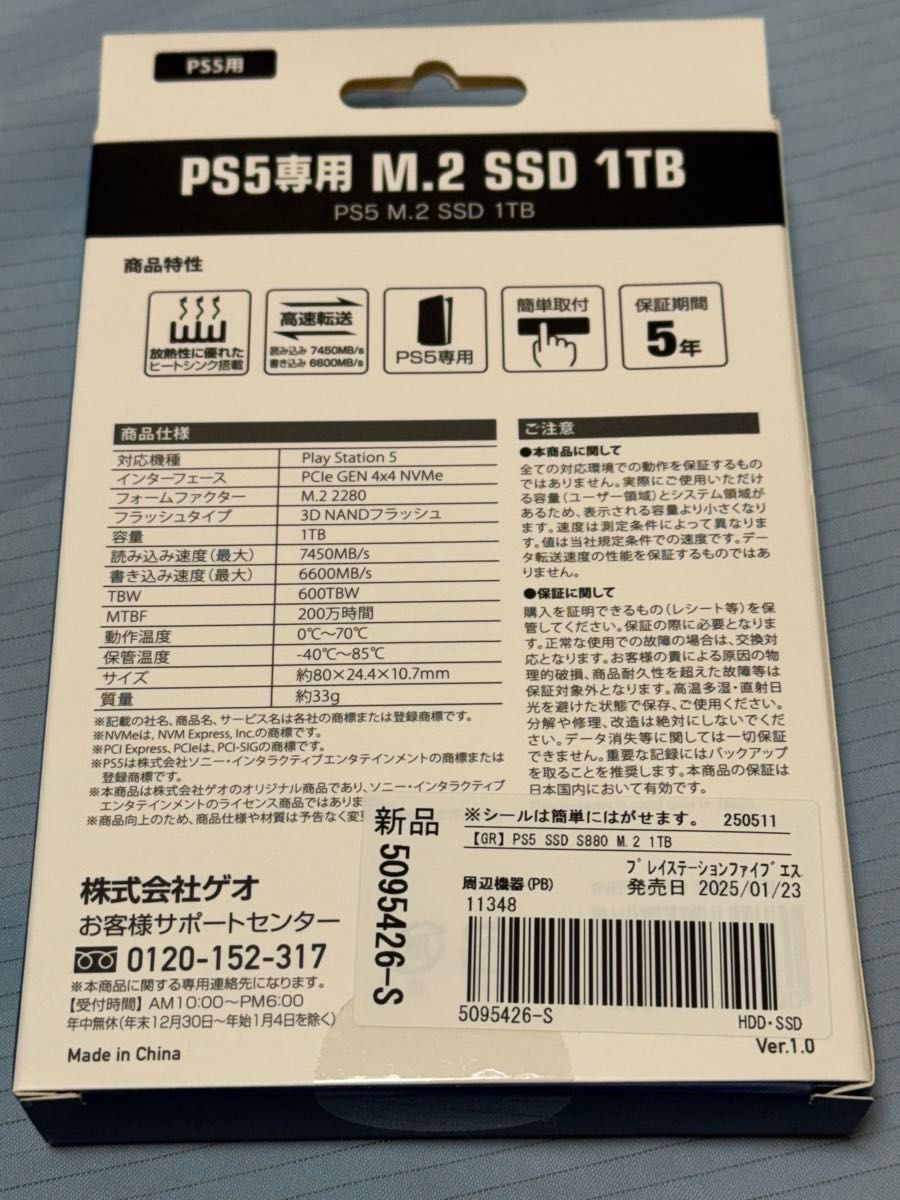 PS5用
PS5専用 M.2 SSD 1TB
PS5 M.2 SSD 1TB
商品特性
放熱性に優れた
ヒートシンク搭載
高速転送
読み込み 7450MB/s
書き込み 6600MB/s
PS5専用
簡単取付
保証期間
5年
商品仕様
対応機種 Play Station 5
インターフェース PCIe GEN 4x4 NVMe
フォームファクター M.2 2280
フラッシュタイプ 3D NANDフラッシュ
容量 1TB
読み込み速度(最大) 7450MB/s
書き込み速度(最大) 6600MB/s
TBW 600TBW
MTBF 200万時間
動作温度 0℃〜70℃
保管温度 -40℃〜85℃
サイズ 約80×24.4×10.7mm
質量 約33g
※記載の社名、商品名、サービス名は各社の商標または登録商標です。
※NVMeは、NVM Express, Inc.の商標です。
※PCI Express、PCIeは、PCI-SIGの商標です。
※PS5は株式会社ソニー・インタラクティブエンタテインメントの商標または
登録商標です。
※本商品は株式会社ゲオのオリジナル商品であり、ソニー・インタラクティブ
エンタテインメントのライセンス商品ではありま
※商品向上のため、商品仕様や材質は予告なく変
ご注意
●本商品に関して
全ての対応環境での動作を保証するもの
ではありません。実際にご使用いただけ
る容量(ユーザー領域)とシステム領域が
あるため、表示される容量より小さくなり
ます。速度は測定条件によって異なりま
す。値は当社規定条件での速度です。デー
タ転送速度の性能を保証するものではあ
りません。
●保証に関して
購入を証明できるもの(レシート等)を保
管してください。保証の際に必要となりま
す。正常な使用での故障の場合は、交換対
応となります。お客様の責による原因の物
理的破損、商品耐久性を超えた故障等は
保証対象外となります。高温多湿・直射日
光を避けた状態で保存、ご使用ください。
分解や修理、改造は絶対にしないでくだ
さい。データ消失等に関しては一切保証
できません。重要な記録にはバックアップ
を取ることを推奨します。本商品の保証は
日本国内において有効です。
株式会社ゲオ
お客様サポートセンター
0120-152-317
※本商品に関する専用連絡先になります。
【受付時間】AM10:00〜PM6:00
年中無休(年末12月30日〜年始1月4日を除く)
Made in China
新品
5095426-S
※シールは簡単にはがせます。 250511
【GR】PS5 SSD S880 M.2 1TB
プレイステーションファイブ エス
周辺機器(PB) 発売日 2025/01/23
11348
5095426-S
HDD・SSD
Ver.1.0